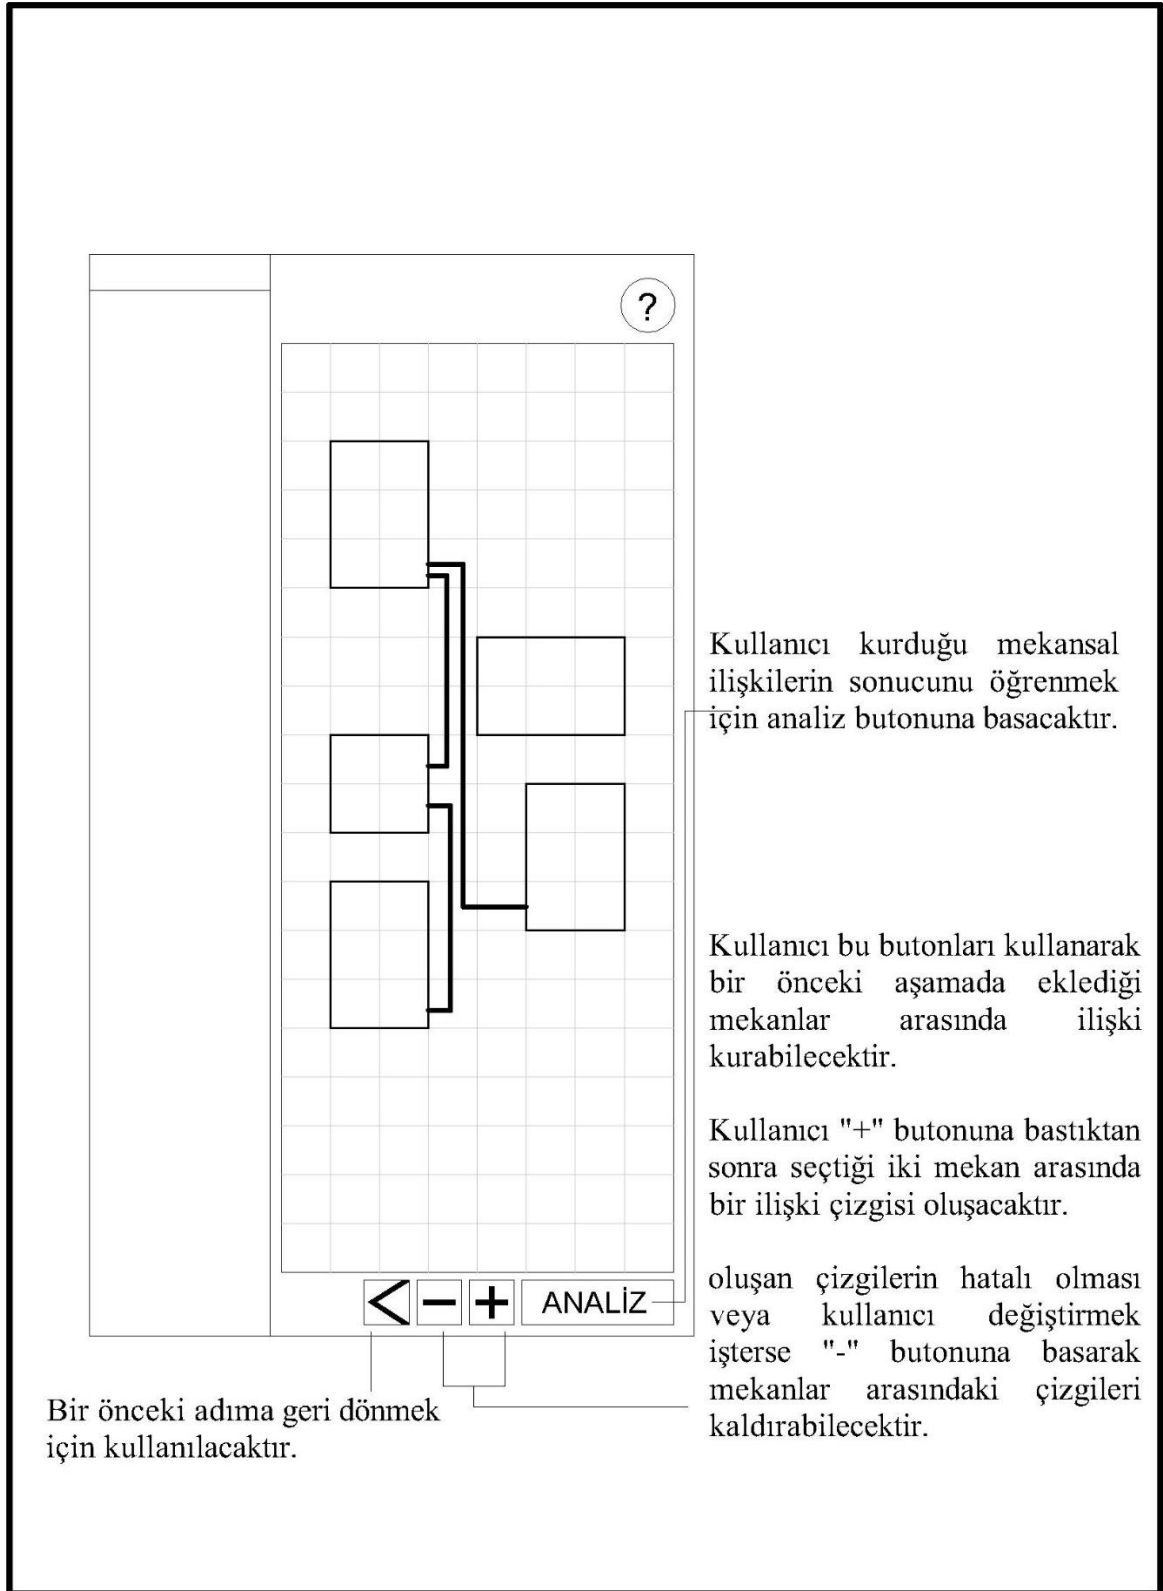 ?
Kullanıcı kurduğu mekansal
ilişkilerin sonucunu öğrenmek
için analiz butonuna basacaktır.
Kullanıcı bu butonları kullanarak
bir önceki aşamada eklediği
mekanlar arasında ilişki
kurabilecektir.
Kullanıcı "+" butonuna bastıktan
sonra seçtiği iki mekan arasında
bir ilişki çizgisi oluşacaktır.
oluşan çizgilerin hatalı olması
veya kullanıcı değiştirmek
işterse "-" butonuna basarak
mekanlar arasındaki çizgileri
kaldırabilecektir.
< − + ANALİZ
Bir önceki adıma geri dönmek
için kullanılacaktır.